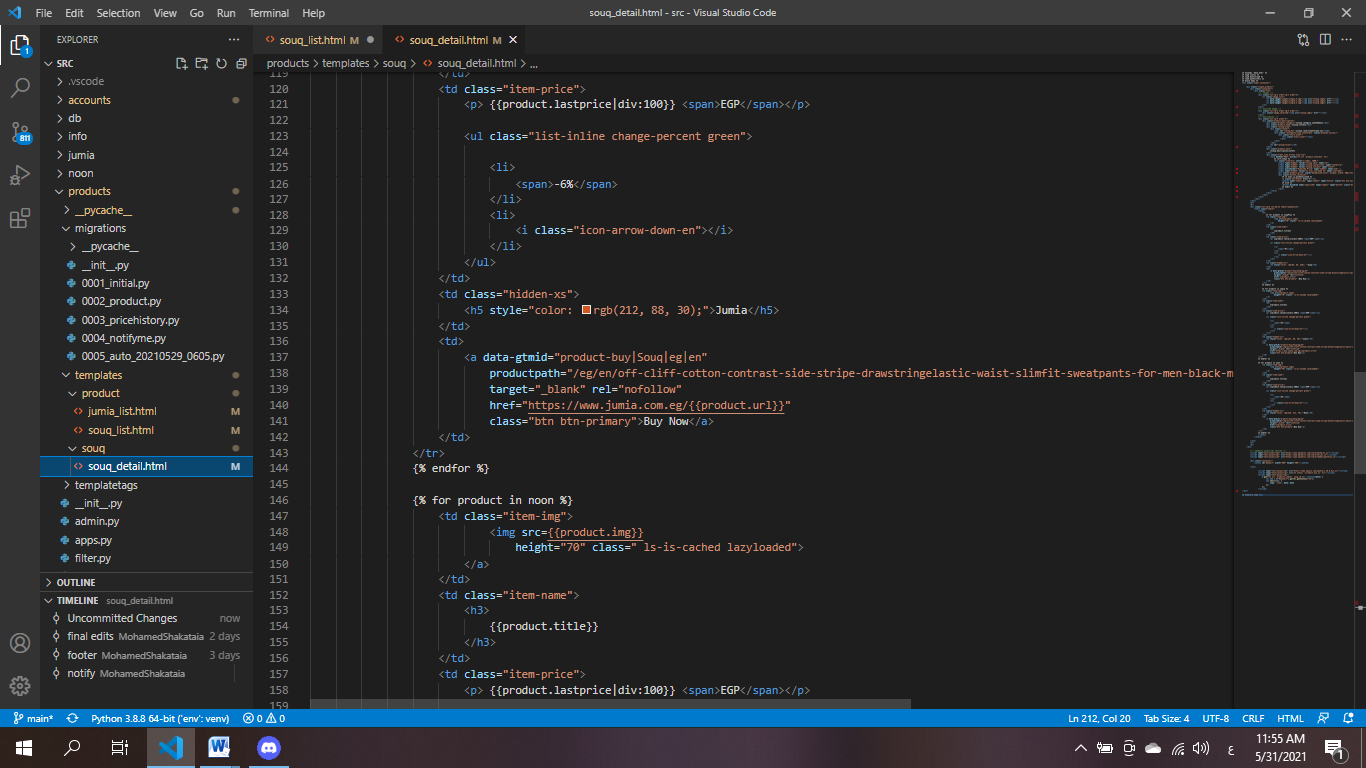 File Edit Selection View Go Run Terminal Help
souq_detail.html - src - Visual Studio Code
EXPLORER
SRC
.vscode
accounts
db
info
jumia
noon
products
__pycache__
migrations
__pycache__
__init__.py
0001_initial.py
0002_product.py
0003_pricehistory.py
0004_notifyme.py
0005_auto_20210529_0605.py
templates
product
jumia_list.html M
souq_list.html M
souq
souq_detail.html M
templatetags
__init__.py
admin.py
apps.py
filter.py
OUTLINE
TIMELINE souq_detail.html
Uncommitted Changes now
final edits MohamedShakataia 2 days
footer MohamedShakataia 3 days
notify MohamedShakataia
1
811
souq_list.html M
souq_detail.html M
products > templates > souq > souq_detail.html > ...
119 </td>
120 <td class="item-price">
121 <p> {{product.lastprice|div:100}} <span>EGP</span></p>
122
123 <ul class="list-inline change-percent green">
124
125 <li>
126 <span>-6%</span>
127 </li>
128 <li>
129 <i class="icon-arrow-down-en"></i>
130 </li>
131 </ul>
132 </td>
133 <td class="hidden-xs">
134 <h5 style="color: rgb(212, 88, 30);">Jumia</h5>
135 </td>
136 <td>
137 <a data-gtmid="product-buy|Souq|eg|en"
138 productpath="/eg/en/off-cliff-cotton-contrast-side-stripe-drawstringelastic-waist-slimfit-sweatpants-for-men-black-m
139 target="_blank" rel="nofollow"
140 href="https://www.jumia.com.eg/{{product.url}}"
141 class="btn btn-primary">Buy Now</a>
142 </td>
143 </tr>
144 {% endfor %}
145
146 {% for product in noon %}
147 <td class="item-img">
148 <img src={{product.img}}
149 height="70" class=" ls-is-cached lazyloaded">
150 </a>
151 </td>
152 <td class="item-name">
153 <h3>
154 {{product.title}}
155 </h3>
156 </td>
157 <td class="item-price">
158 <p> {{product.lastprice|div:100}} <span>EGP</span></p>
159
main* Python 3.8.8 64-bit ('env': venv) 0 0
Ln 212, Col 20 Tab Size: 4 UTF-8 CRLF HTML
ع
11:55 AM
5/31/2021
1